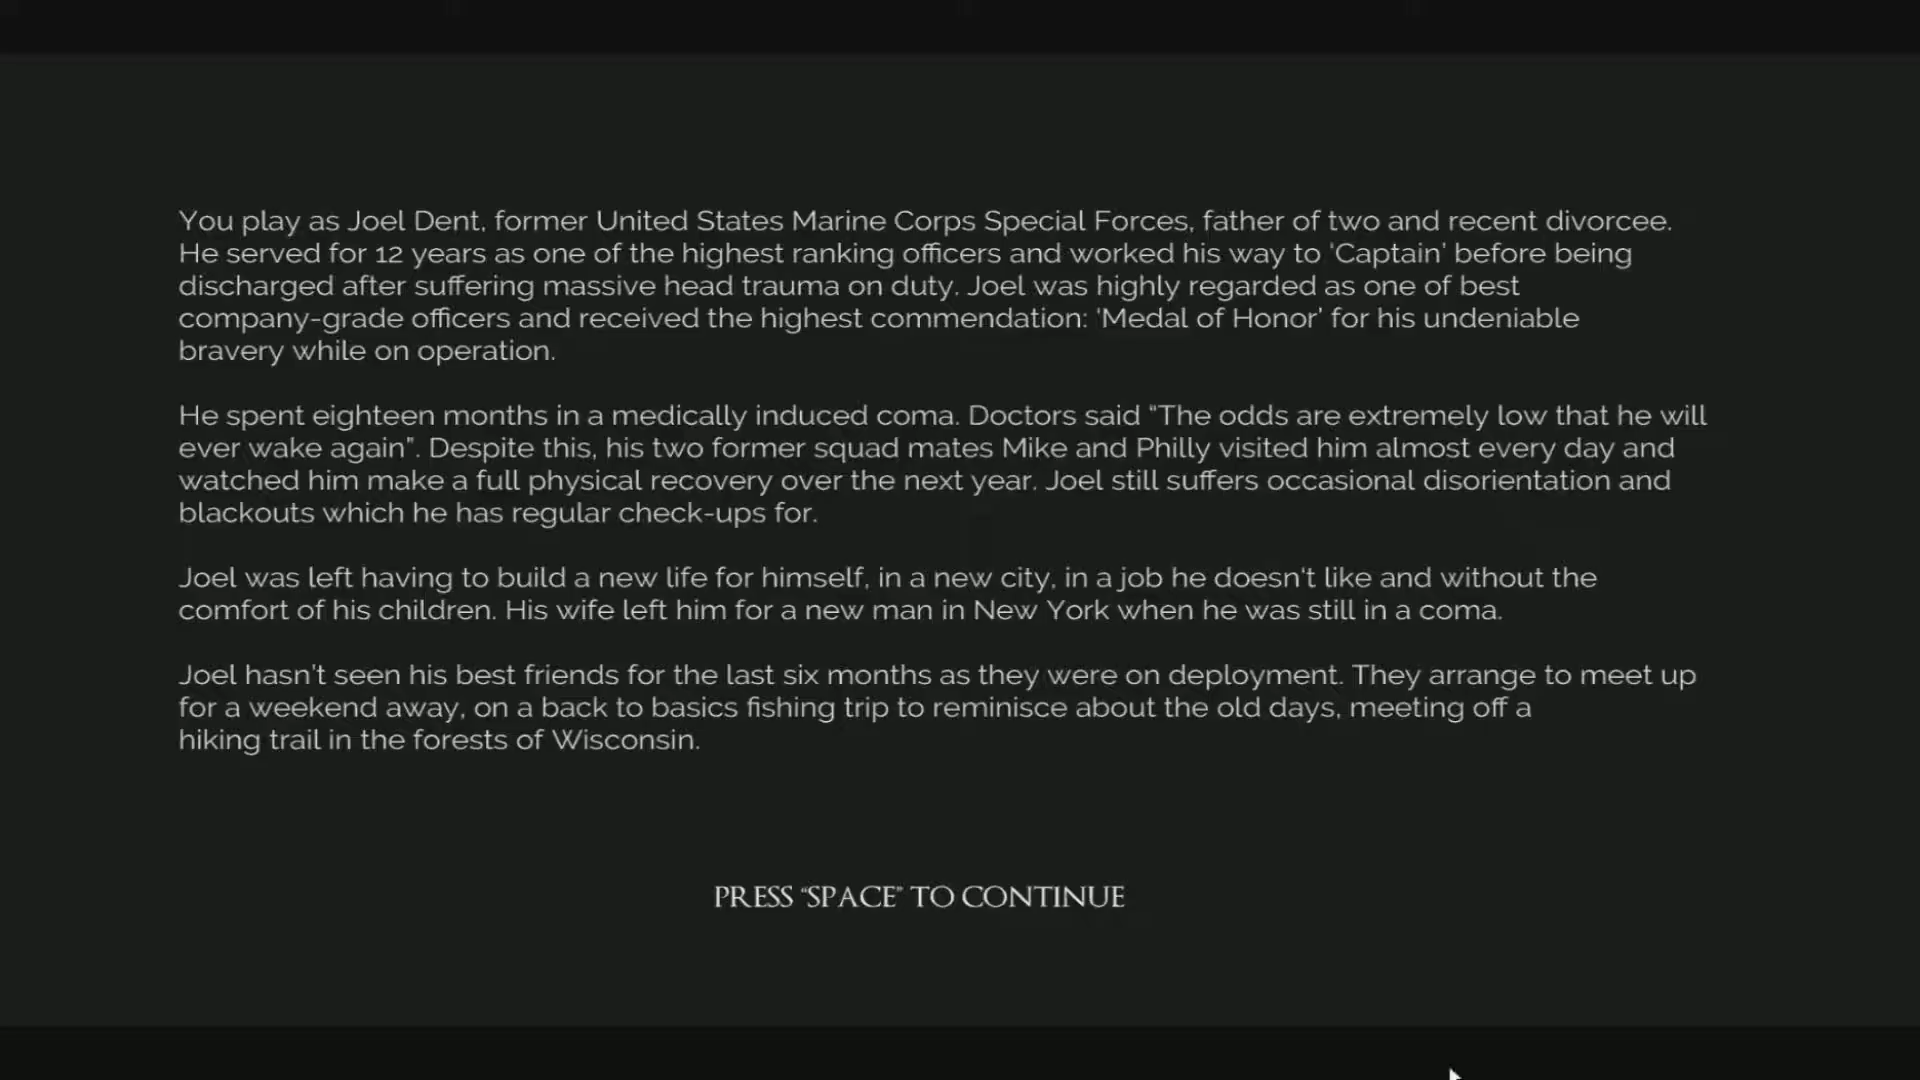 You play as Joel Dent, former United States Marine Corps Special Forces, father of two and recent divorcee.
He served for 12 years as one of the highest ranking officers and worked his way to ‘Captain’ before being
discharged after suffering massive head trauma on duty. Joel was highly regarded as one of best
company-grade officers and received the highest commendation: ‘Medal of Honor’ for his undeniable
bravery while on operation.
He spent eighteen months in a medically induced coma. Doctors said “The odds are extremely low that he will
ever wake again”. Despite this, his two former squad mates Mike and Philly visited him almost every day and
watched him make a full physical recovery over the next year. Joel still suffers occasional disorientation and
blackouts which he has regular check-ups for.
Joel was left having to build a new life for himself, in a new city, in a job he doesn't like and without the
comfort of his children. His wife left him for a new man in New York when he was still in a coma.
Joel hasn't seen his best friends for the last six months as they were on deployment. They arrange to meet up
for a weekend away, on a back to basics fishing trip to reminisce about the old days, meeting off a
hiking trail in the forests of Wisconsin.
PRESS “SPACE” TO CONTINUE